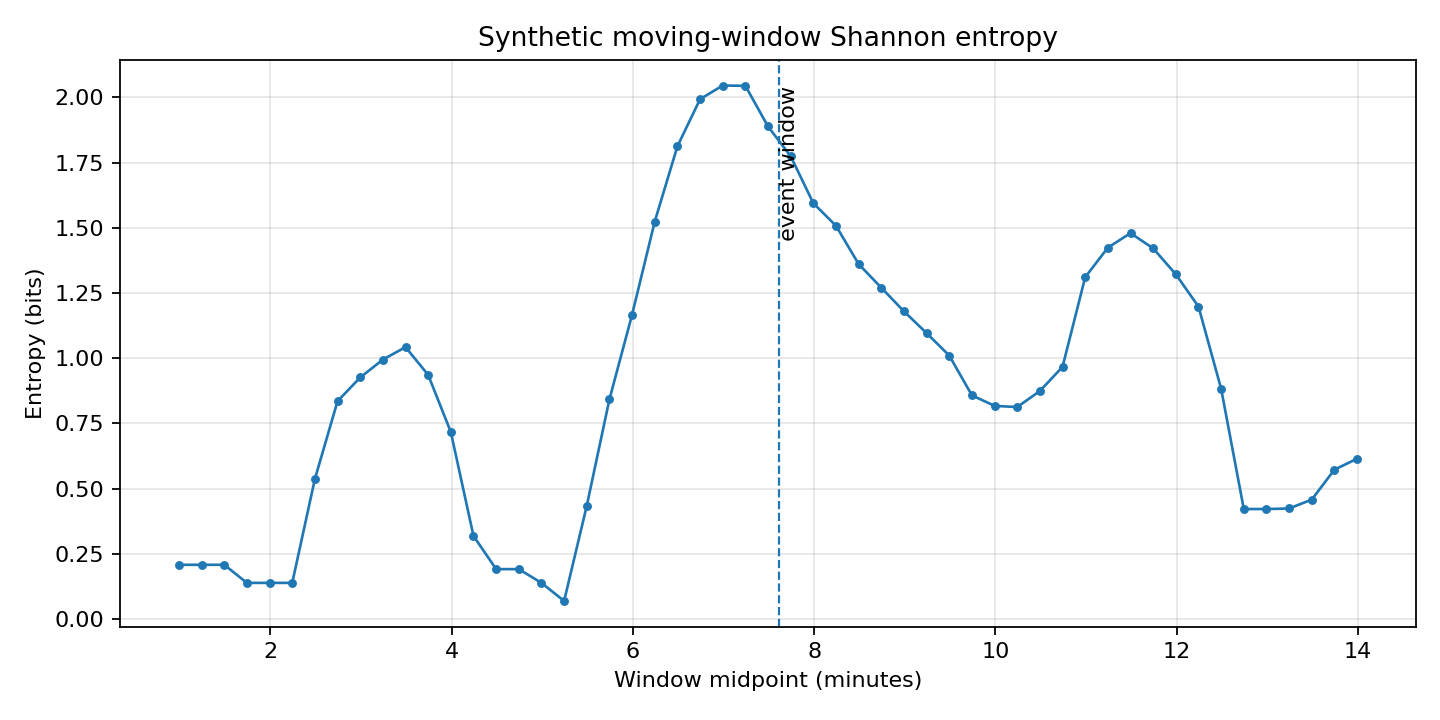 Synthetic moving-window Shannon entropy
Entropy (bits)
2.00
1.75
1.50
1.25
1.00
0.75
0.50
0.25
0.00
event window
2 4 6 8 10 12 14
Window midpoint (minutes)